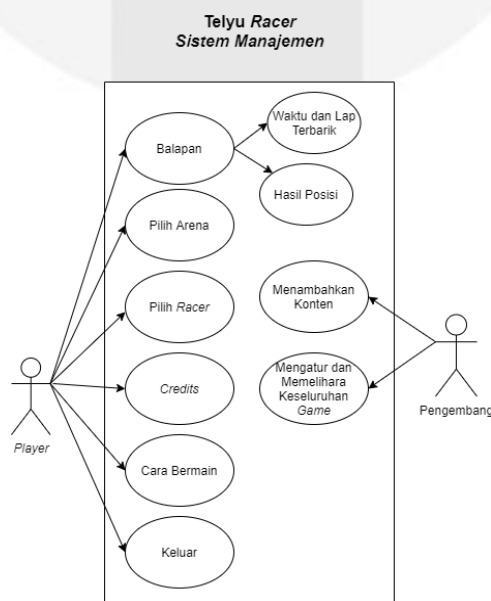 Telyu Racer
Sistem Manajemen
Balapan
Waktu dan Lap
Terbarik
Hasil Posisi
Pilih Arena
Pilih Racer
Menambahkan
Konten
Credits
Mengatur dan
Memelihara
Keseluruhan
Game
Player
Pengembang
Cara Bermain
Keluar